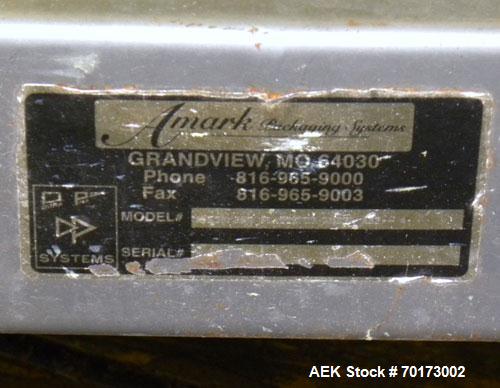 Amark Packaging Systems
GRANDVIEW, MO 64030
Phone 816-965-9000
Fax 816-965-9003
MODEL#
SERIAL#
SYSTEMS
AEK Stock # 70173002